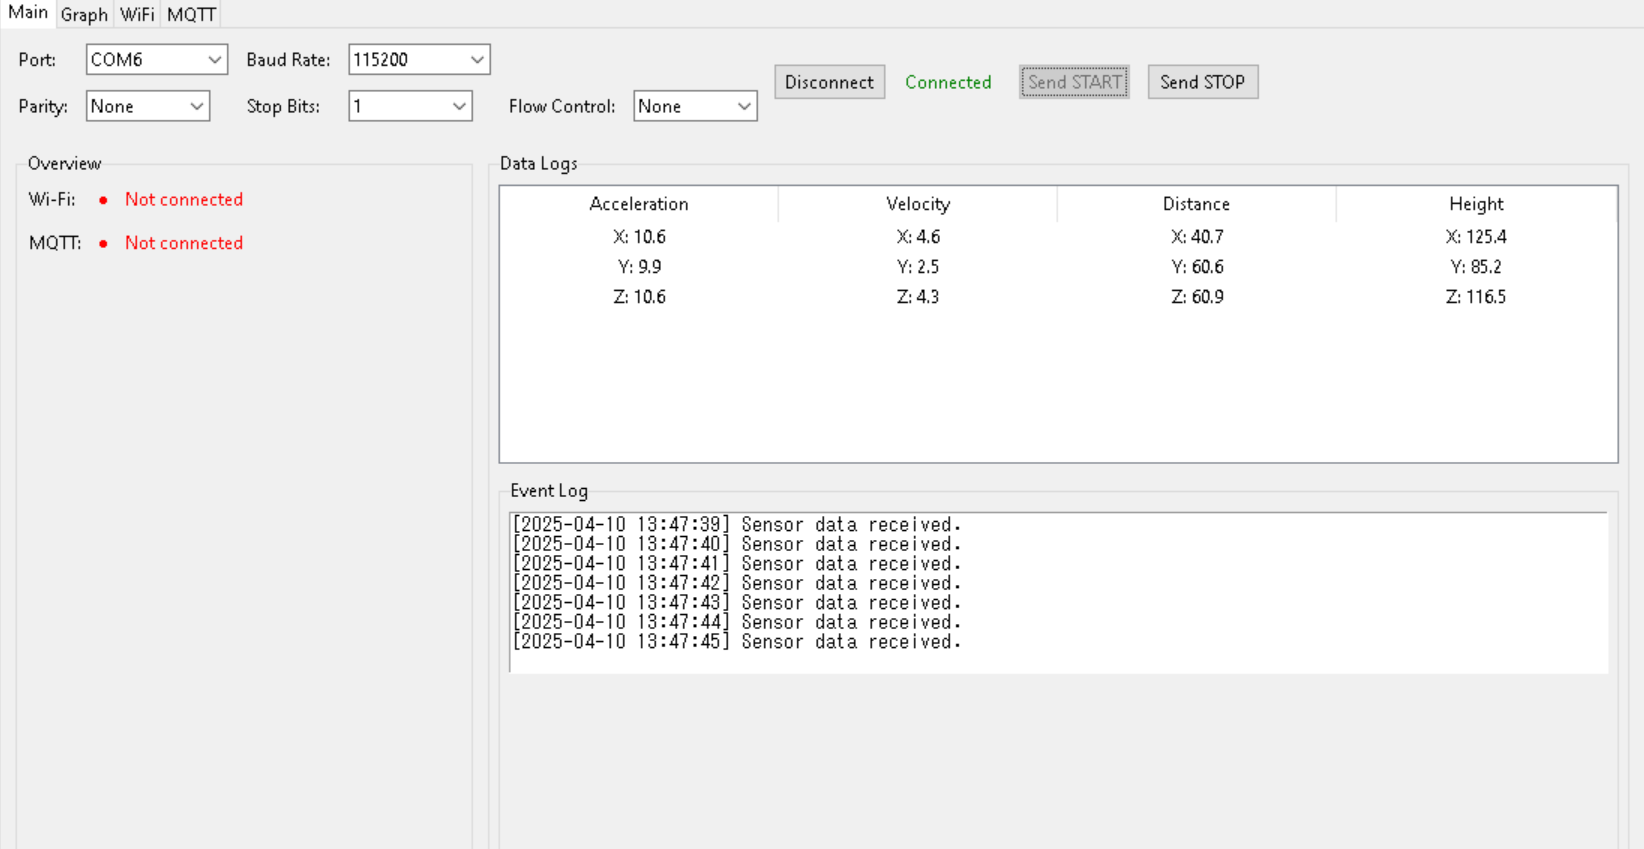 Main Graph WiFi MQTT
Port: COM6 Baud Rate: 115200
Disconnect Connected Send START Send STOP
Parity: None Stop Bits: 1 Flow Control: None
Overview
Wi-Fi: ● Not connected
MQTT: ● Not connected
Data Logs
Acceleration Velocity Distance Height
X: 10.6 X: 4.6 X: 40.7 X: 125.4
Y: 9.9 Y: 2.5 Y: 60.6 Y: 85.2
Z: 10.6 Z: 4.3 Z: 60.9 Z: 116.5
Event Log
[2025-04-10 13:47:39] Sensor data received.
[2025-04-10 13:47:40] Sensor data received.
[2025-04-10 13:47:41] Sensor data received.
[2025-04-10 13:47:42] Sensor data received.
[2025-04-10 13:47:43] Sensor data received.
[2025-04-10 13:47:44] Sensor data received.
[2025-04-10 13:47:45] Sensor data received.